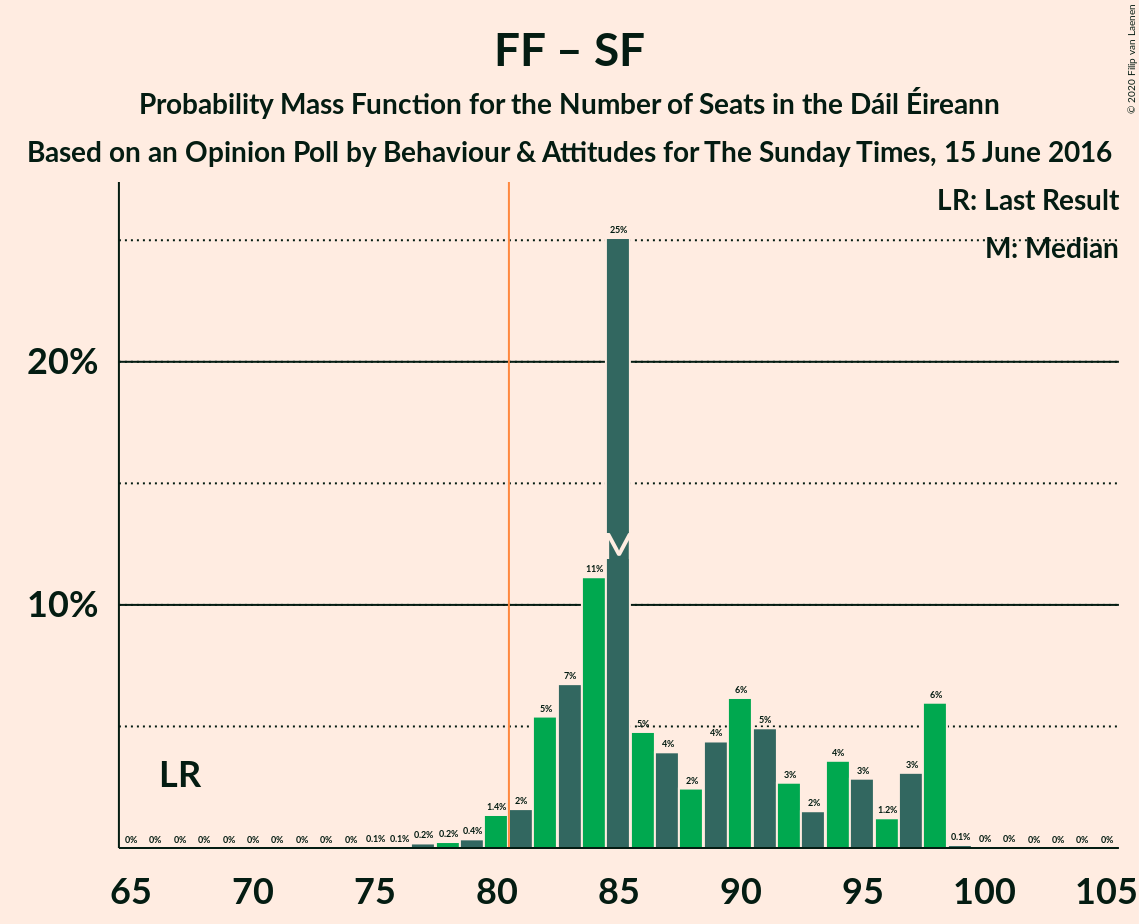 FF – SF
Probability Mass Function for the Number of Seats in the Dáil Éireann
Based on an Opinion Poll by Behaviour & Attitudes for The Sunday Times, 15 June 2016
© 2020 Filip van Laenen
LR: Last Result
M: Median
25%
20%
M
11%
10%
7%
5%
5%
4%
2%
4%
6%
5%
3%
2%
4%
3%
1.2%
3%
6%
LR
0% 0% 0% 0% 0% 0% 0% 0% 0% 0% 0.1% 0.1% 0.2% 0.2% 0.4% 1.4% 2% 0.1% 0% 0% 0% 0% 0% 0%
65 70 75 80 85 90 95 100 105